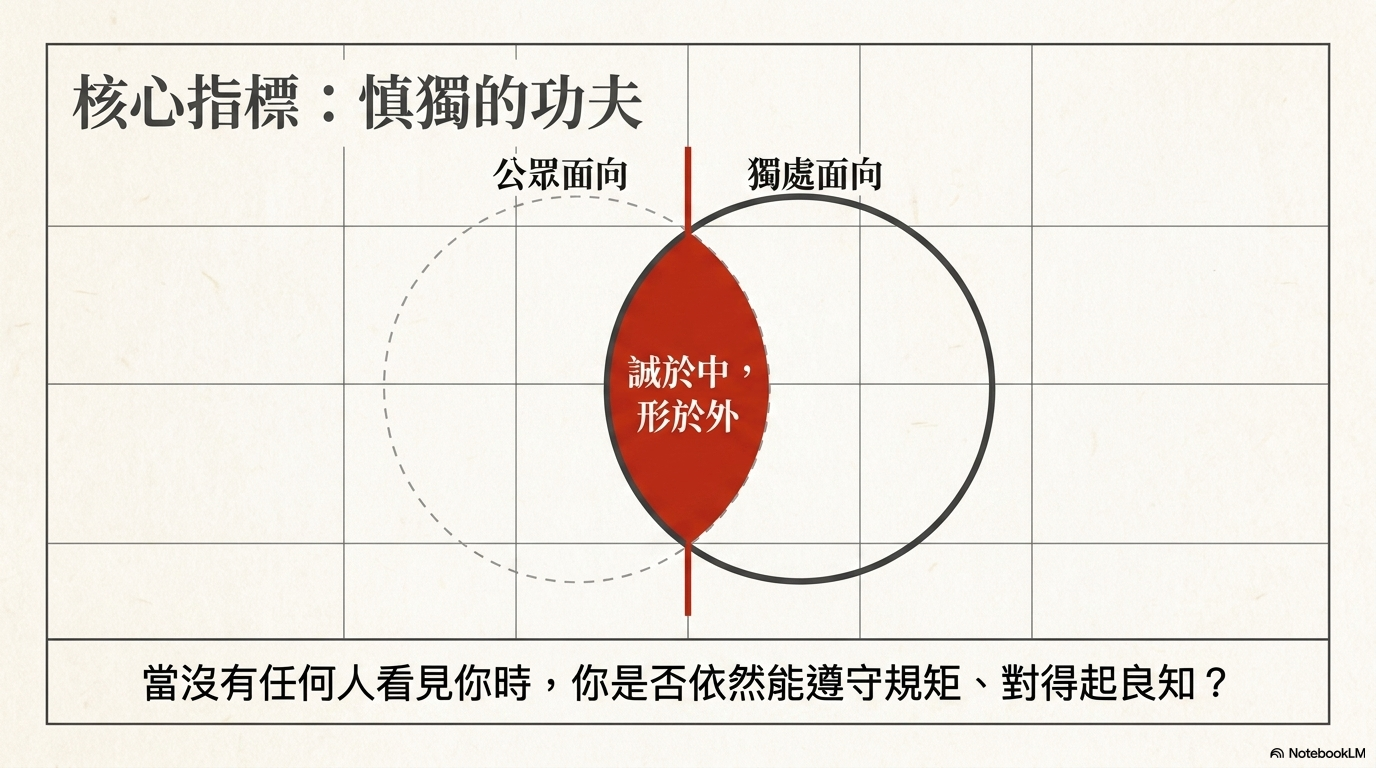 核心指標：慎獨的功夫
公眾面向
獨處面向
誠於中，
形於外
當沒有任何人看見你時，你是否依然能遵守規矩、對得起良知？
NotebookLM